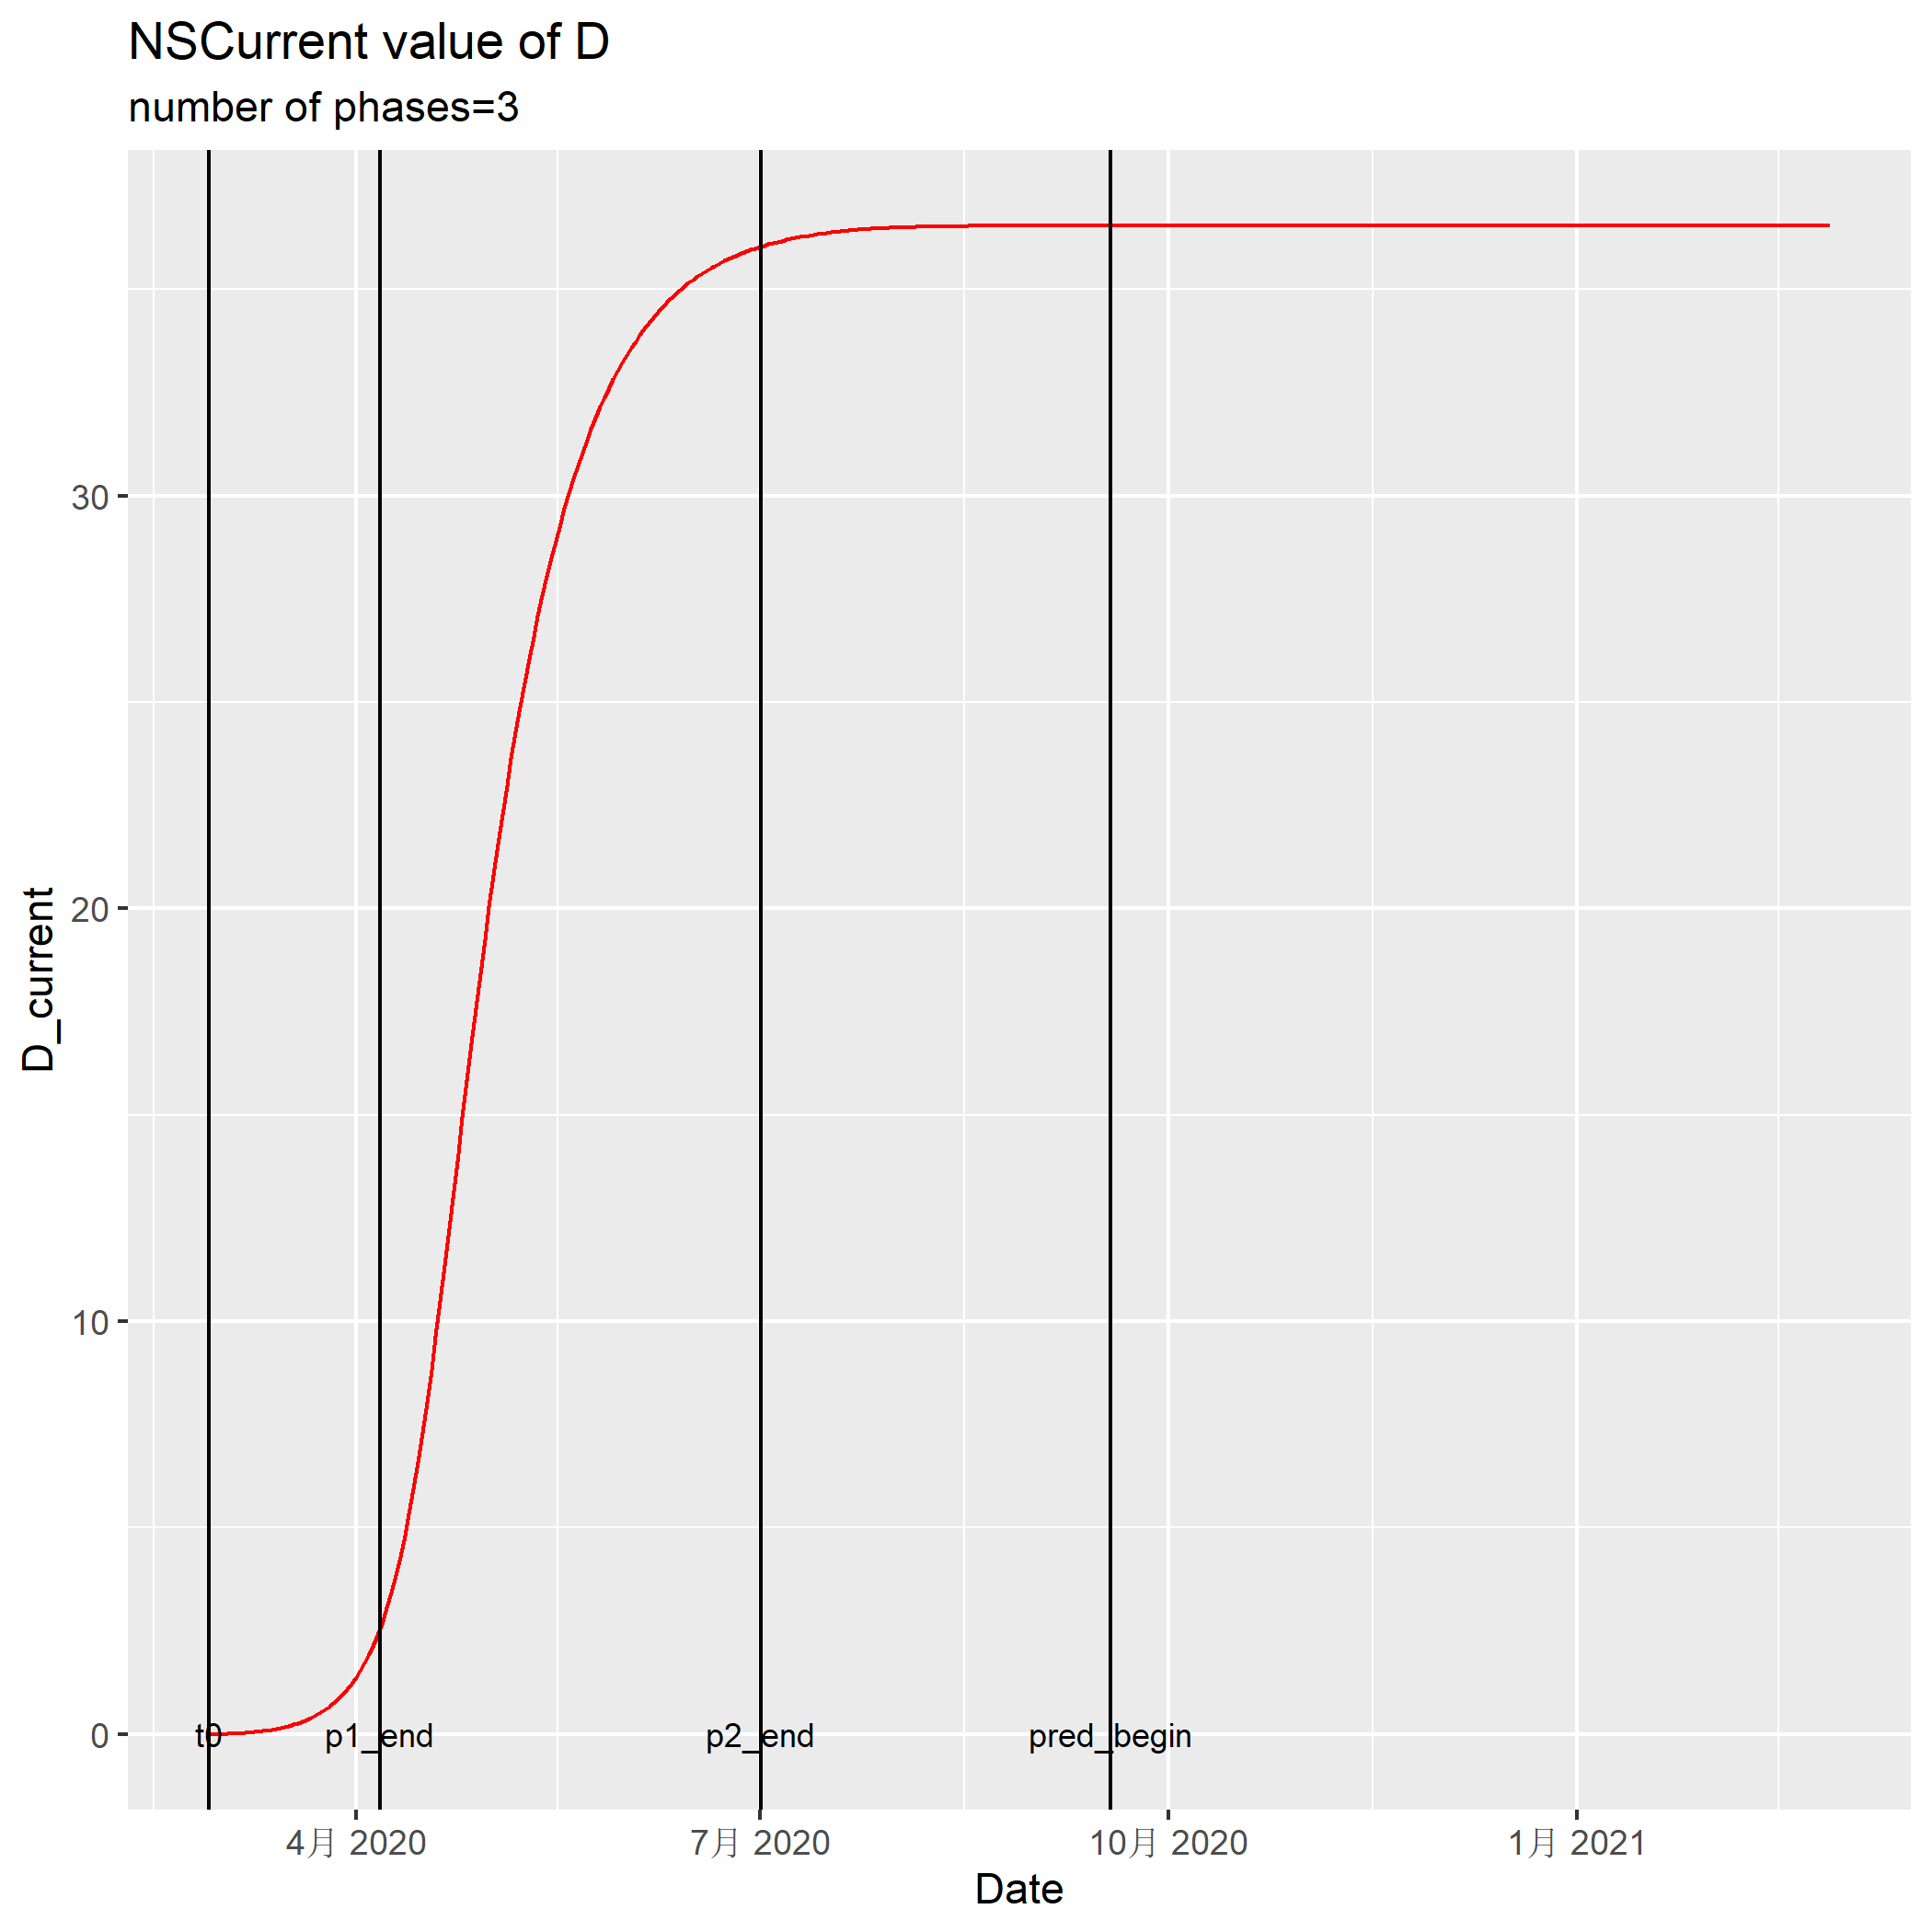 NSCurrent value of D
number of phases=3
D_current
30
20
10
0
t0
p1_end
p2_end
pred_begin
4月 2020
7月 2020
10月 2020
1月 2021
Date